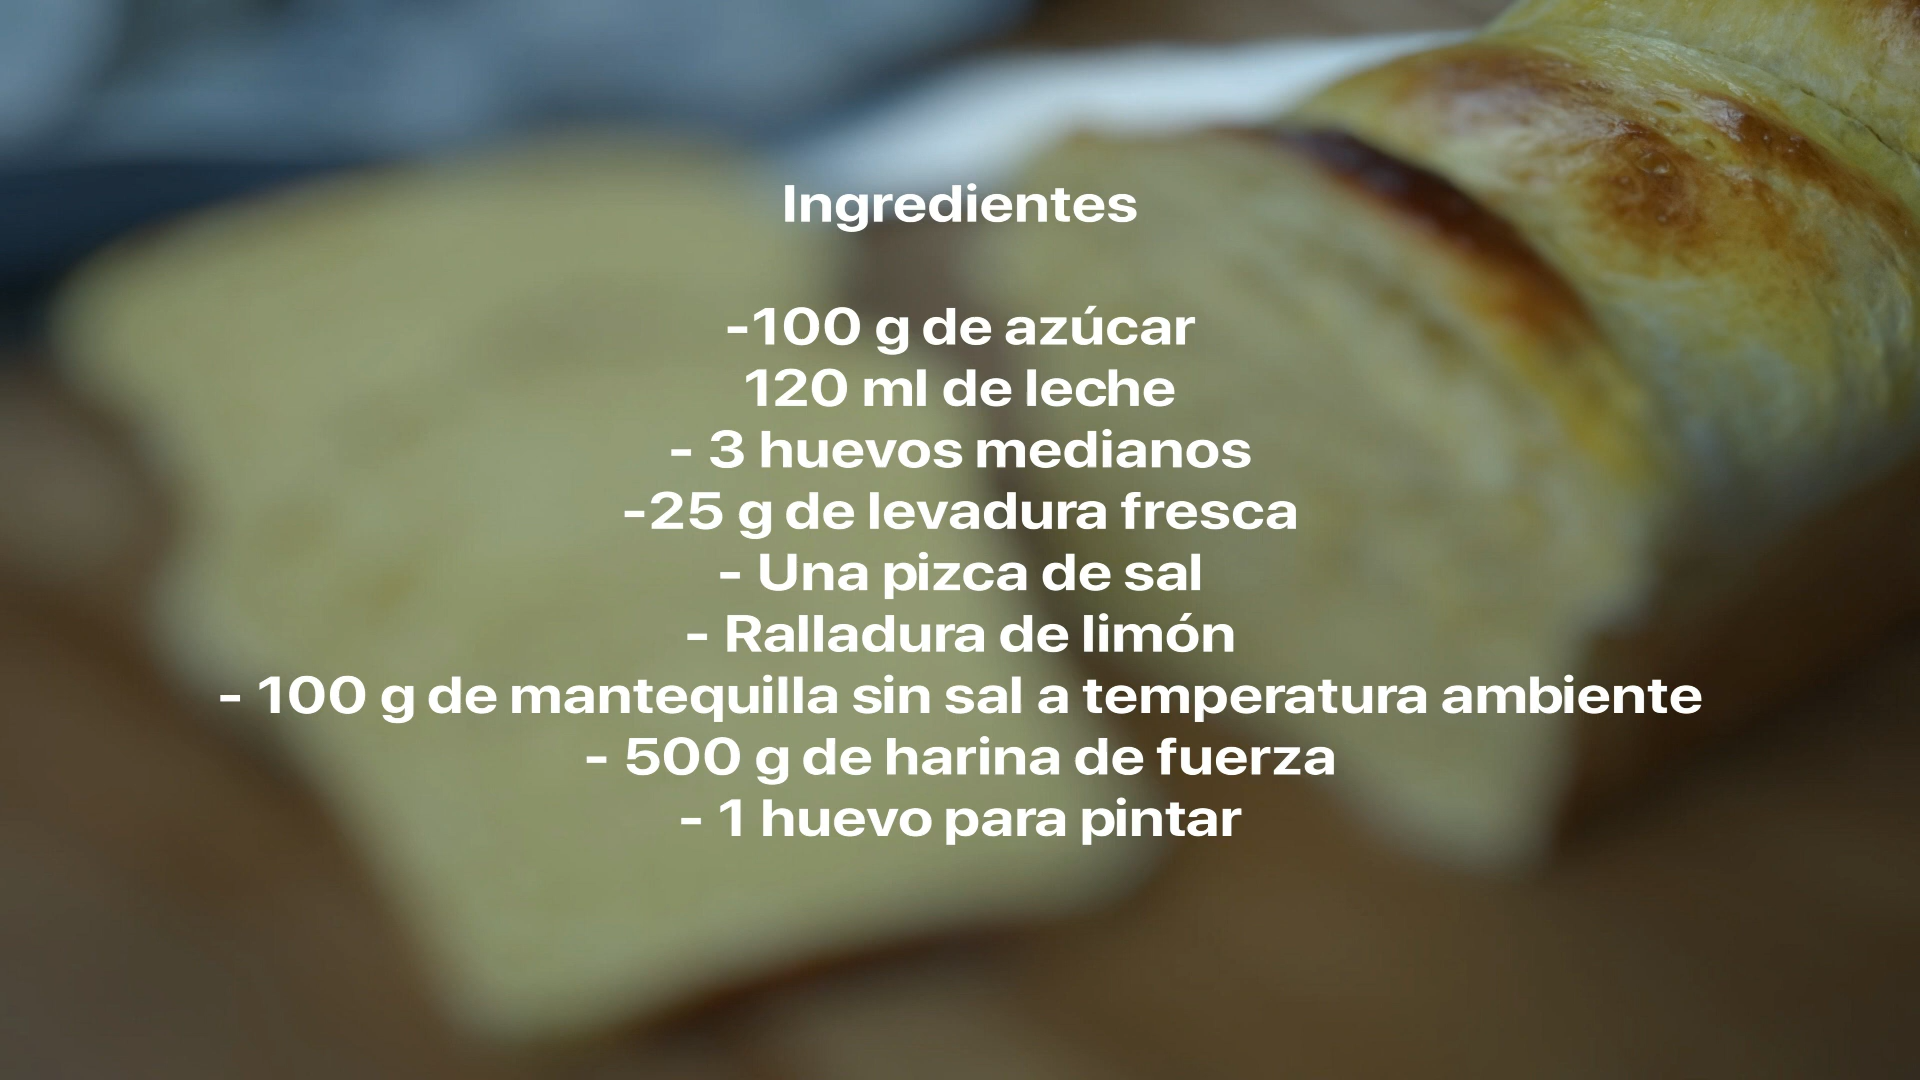 Ingredientes
-100 g de azúcar
120 ml de leche
- 3 huevos medianos
-25 g de levadura fresca
- Una pizca de sal
- Ralladura de limón
- 100 g de mantequilla sin sal a temperatura ambiente
- 500 g de harina de fuerza
- 1 huevo para pintar